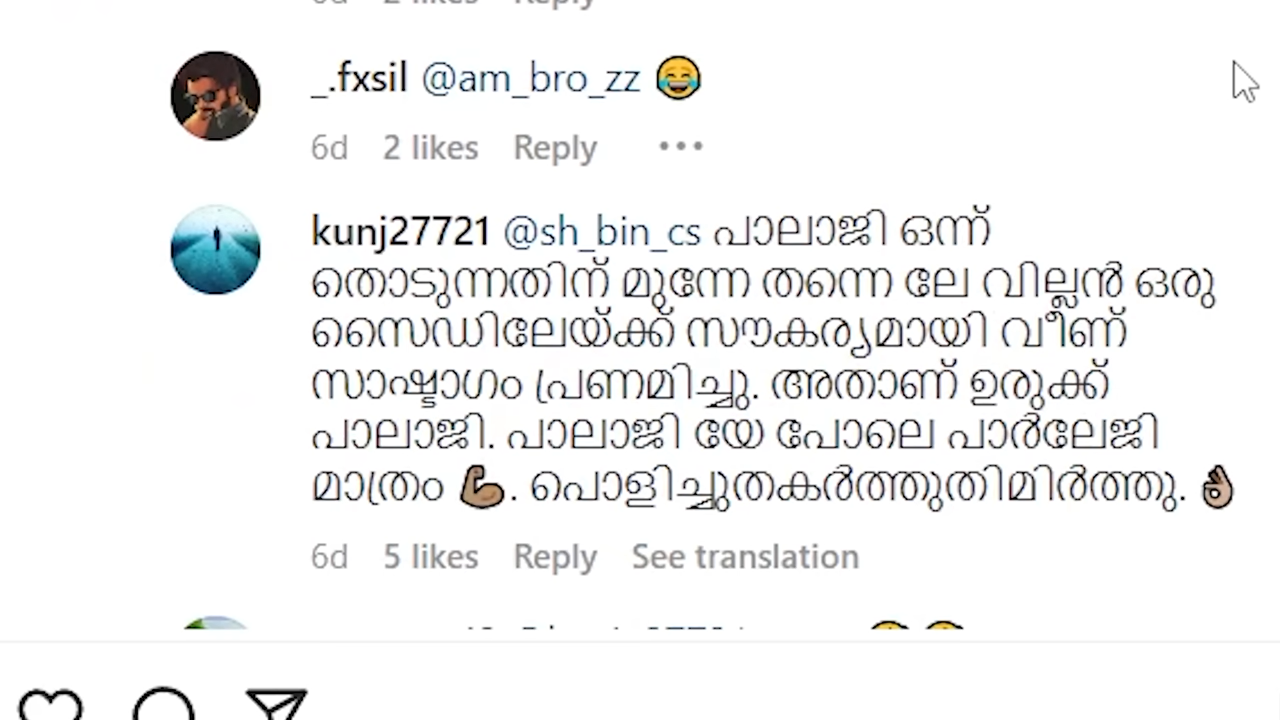 _.fxsil @am_bro_zz 😂
6d 2 likes Reply •••
kunj27721 @sh_bin_cs പാലാജി ഒന്ന്
തൊടുന്നതിന് മുന്നേ തന്നെ ലേ വില്ലൻ ഒരു
സൈഡിലേയ്ക്ക് സൗകര്യമായി വീണ്
സാഷ്ടാഗം പ്രണമിച്ചു. അതാണ് ഉരുക്ക്
പാലാജി. പാലാജി യേ പോലെ പാർലേജി
മാത്രം 💪🏽. പൊളിച്ചുതകർത്തുതിമിർത്തു. 👌🏽
6d 5 likes Reply See translation